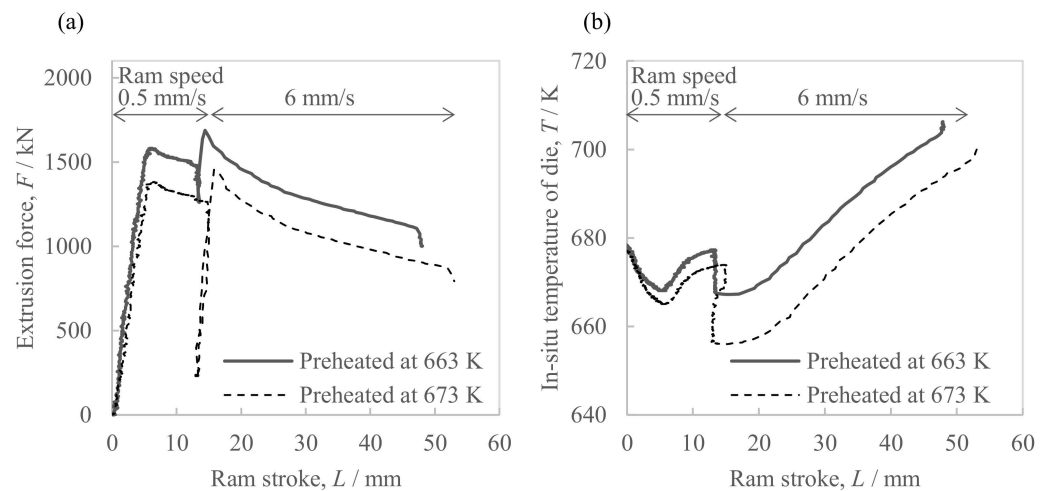 (a)
2000
1500
1000
500
0
Extrusion force, F / kN
Ram speed
0.5 mm/s
6 mm/s
Preheated at 663 K
Preheated at 673 K
0 10 20 30 40 50 60
Ram stroke, L / mm
(b)
720
700
680
660
640
In-situ temperature of die, T / K
Ram speed
0.5 mm/s
6 mm/s
Preheated at 663 K
Preheated at 673 K
0 10 20 30 40 50 60
Ram stroke, L / mm